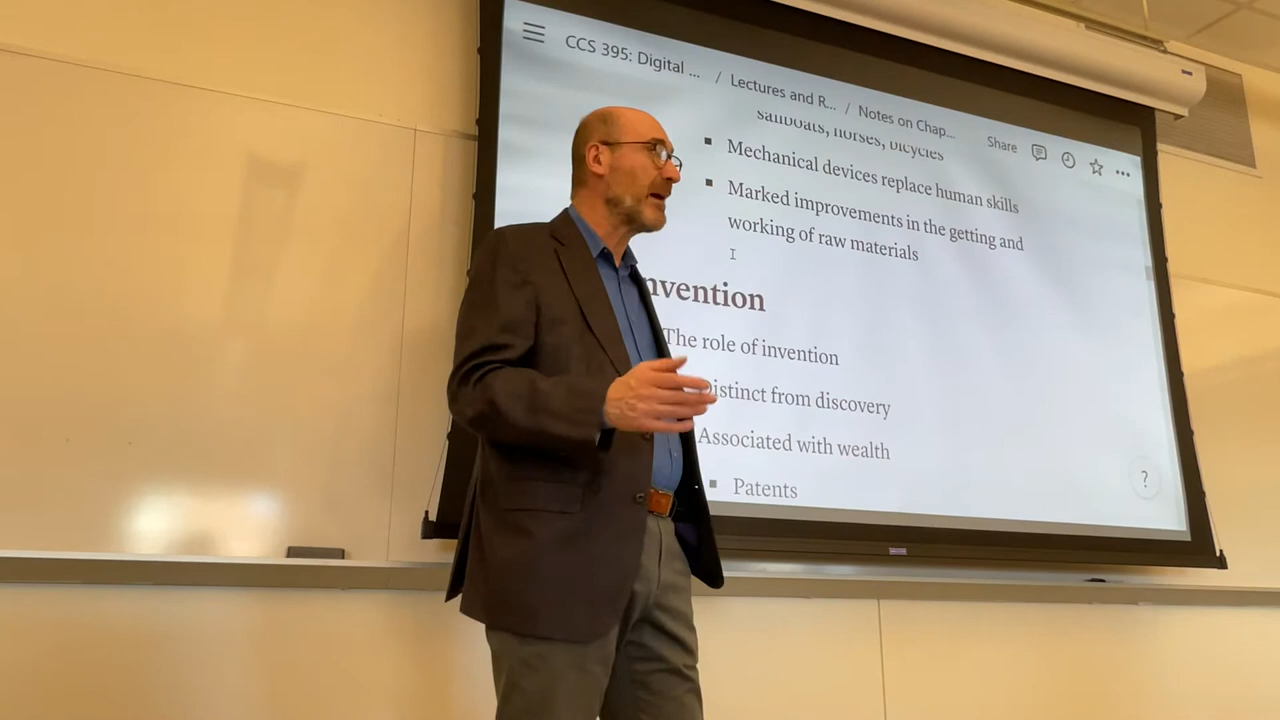 CCS 395: Digital ... / Lectures and R... / Notes on Chap... Share
sailboats, horses, bicycles
Mechanical devices replace human skills
Marked improvements in the getting and
working of raw materials
nvention
The role of invention
Distinct from discovery
Associated with wealth
Patents
?